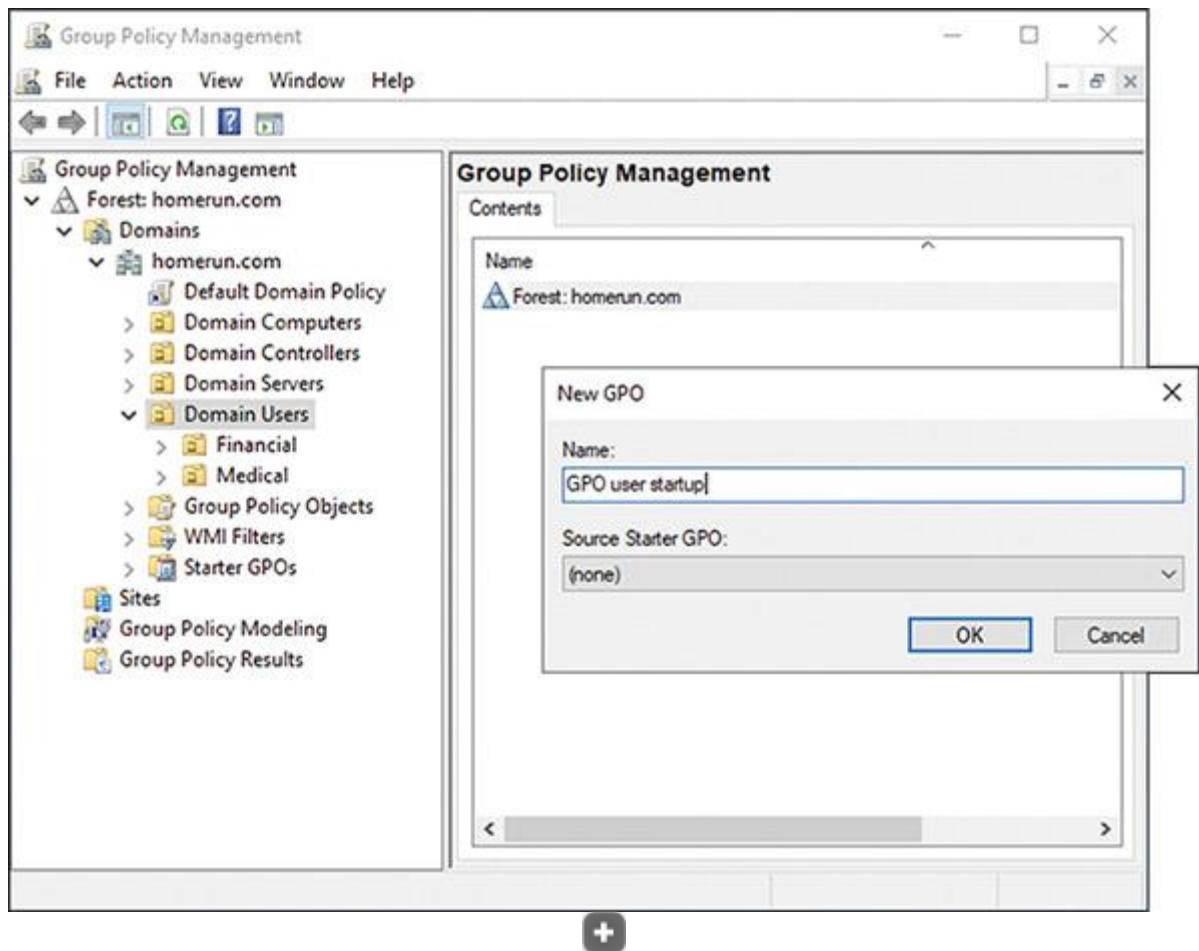 Group Policy Management
File Action View Window Help
Group Policy Management
Forest: homerun.com
Domains
homerun.com
Default Domain Policy
Domain Computers
Domain Controllers
Domain Servers
Domain Users
Financial
Medical
Group Policy Objects
WMI Filters
Starter GPOs
Sites
Group Policy Modeling
Group Policy Results
Group Policy Management
Contents
Name
Forest: homerun.com
New GPO
Name:
GPO user startup
Source Starter GPO:
(none)
OK Cancel